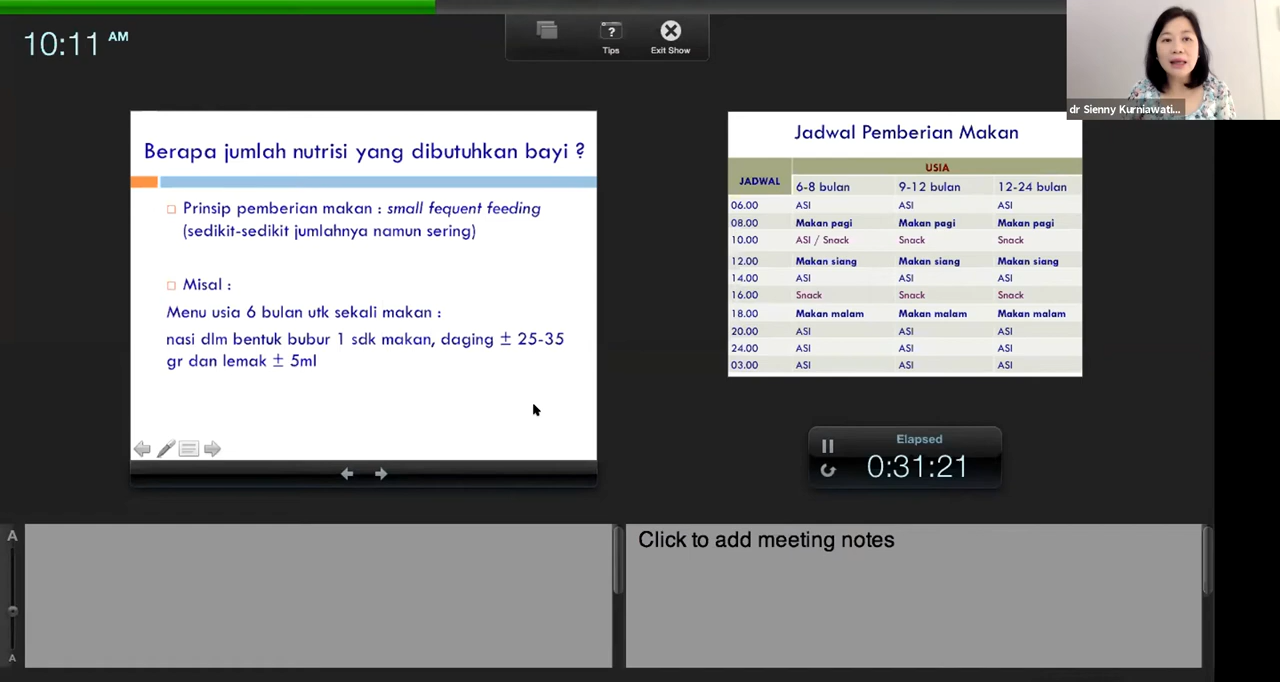 10:11 AM
Tips
Exit Show
dr Sienny Kurniawati...
Berapa jumlah nutrisi yang dibutuhkan bayi ?
Prinsip pemberian makan : small fequent feeding
(sedikit-sedikit jumlahnya namun sering)
Misal :
Menu usia 6 bulan utk sekali makan :
nasi dlm bentuk bubur 1 sdk makan, daging ± 25-35
gr dan lemak ± 5ml
Jadwal Pemberian Makan
JADWAL USIA
6-8 bulan 9-12 bulan 12-24 bulan
06.00 ASI ASI ASI
08.00 Makan pagi Makan pagi Makan pagi
10.00 ASI / Snack Snack Snack
12.00 Makan siang Makan siang Makan siang
14.00 ASI ASI ASI
16.00 Snack Snack Snack
18.00 Makan malam Makan malam Makan malam
20.00 ASI ASI ASI
24.00 ASI ASI ASI
03.00 ASI ASI ASI
Elapsed
0:31:21
A
A
Click to add meeting notes